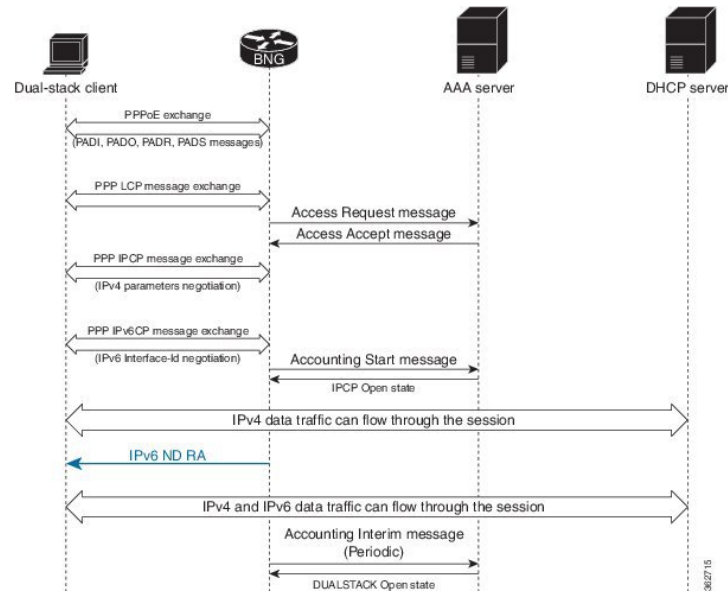 BNG
Dual-stack client
AAA server
DHCP server
PPPoE exchange
(PADI, PADO, PADR, PADS messages)
PPP LCP message exchange
Access Request message
Access Accept message
PPP IPCP message exchange
(IPv4 parameters negotiation)
PPP IPv6CP message exchange
(IPv6 Interface-Id negotiation)
Accounting Start message
IPCP Open state
IPv4 data traffic can flow through the session
IPv6 ND RA
IPv4 and IPv6 data traffic can flow through the session
Accounting Interim message
(Periodic)
DUALSTACK Open state
362715